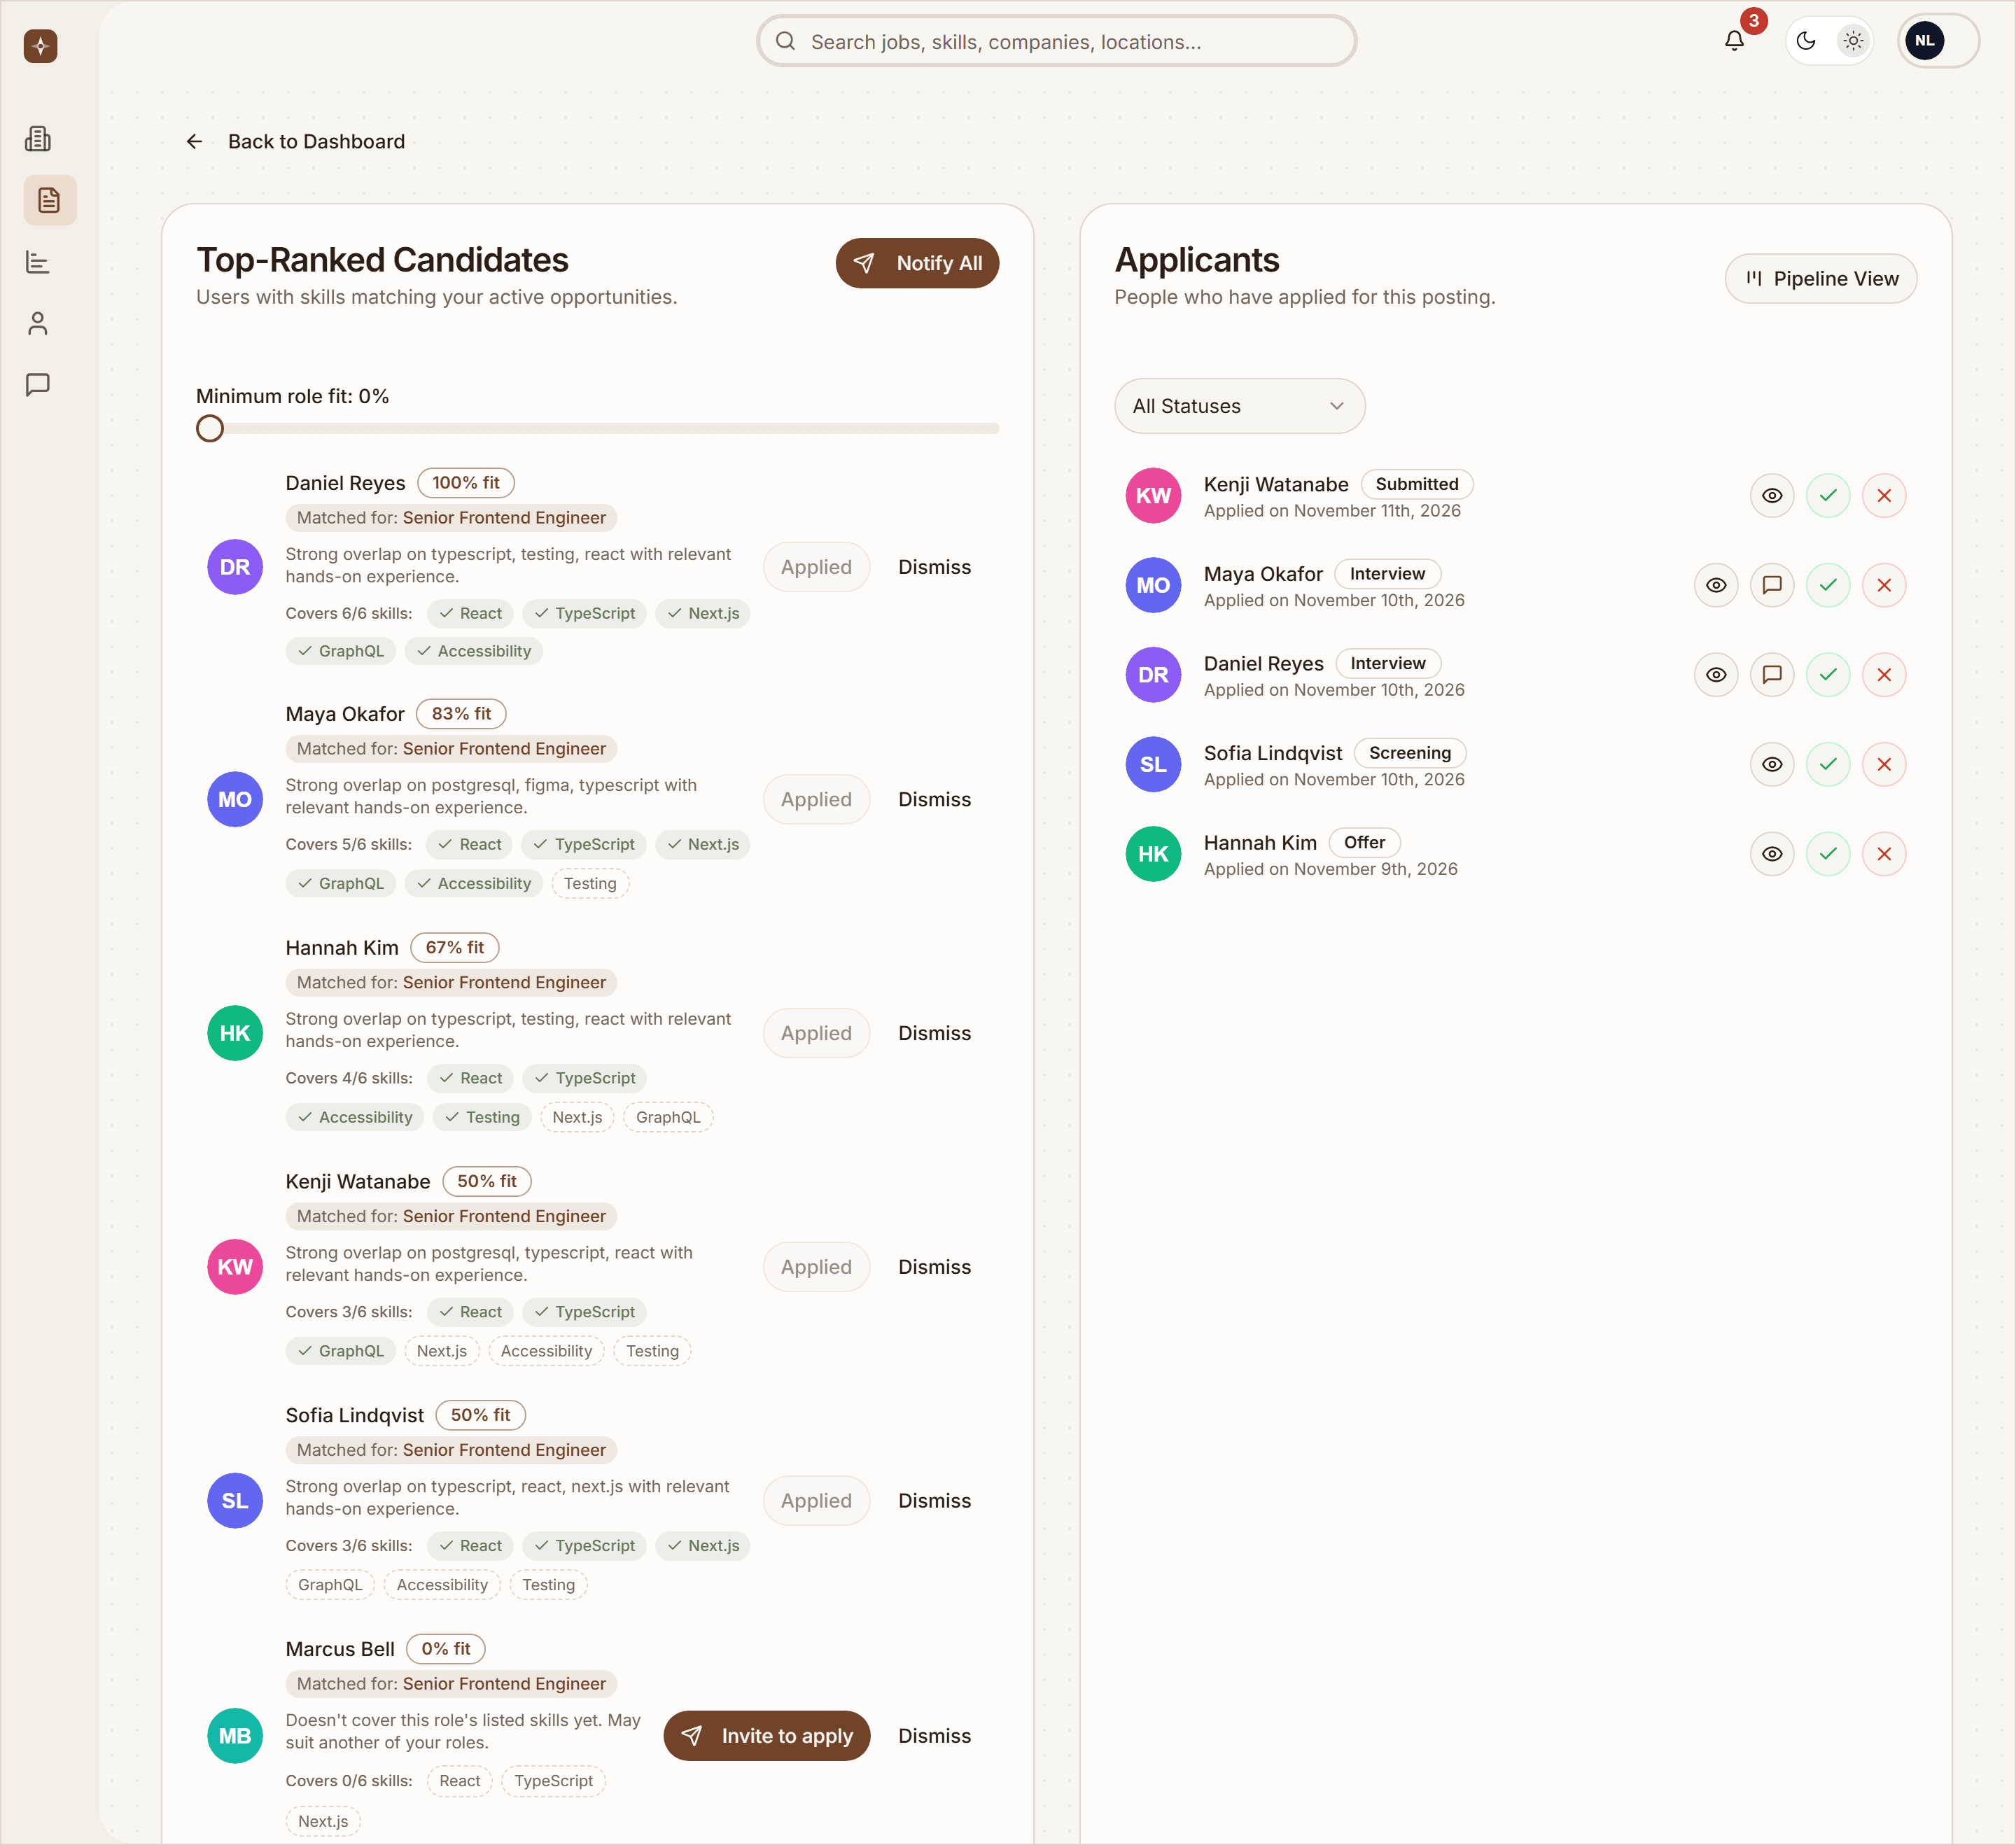 Search jobs, skills, companies, locations...
3
NL
Back to Dashboard
Top-Ranked Candidates
Users with skills matching your active opportunities.
Notify All
Minimum role fit: 0%
Daniel Reyes 100% fit
Matched for: Senior Frontend Engineer
DR
Strong overlap on typescript, testing, react with relevant
hands-on experience.
Applied Dismiss
Covers 6/6 skills: React TypeScript Next.js
GraphQL Accessibility
Maya Okafor 83% fit
Matched for: Senior Frontend Engineer
MO
Strong overlap on postgresql, figma, typescript with
relevant hands-on experience.
Applied Dismiss
Covers 5/6 skills: React TypeScript Next.js
GraphQL Accessibility Testing
Hannah Kim 67% fit
Matched for: Senior Frontend Engineer
HK
Strong overlap on typescript, testing, react with relevant
hands-on experience.
Applied Dismiss
Covers 4/6 skills: React TypeScript
Accessibility Testing Next.js GraphQL
Kenji Watanabe 50% fit
Matched for: Senior Frontend Engineer
KW
Strong overlap on postgresql, typescript, react with
relevant hands-on experience.
Applied Dismiss
Covers 3/6 skills: React TypeScript
GraphQL Next.js Accessibility Testing
Sofia Lindqvist 50% fit
Matched for: Senior Frontend Engineer
SL
Strong overlap on typescript, react, next.js with relevant
hands-on experience.
Applied Dismiss
Covers 3/6 skills: React TypeScript Next.js
GraphQL Accessibility Testing
Marcus Bell 0% fit
Matched for: Senior Frontend Engineer
MB
Doesn't cover this role's listed skills yet. May
suit another of your roles.
Invite to apply Dismiss
Covers 0/6 skills: React TypeScript
Next.js
Applicants
People who have applied for this posting.
Pipeline View
All Statuses
KW
Kenji Watanabe Submitted
Applied on November 11th, 2026
MO
Maya Okafor Interview
Applied on November 10th, 2026
DR
Daniel Reyes Interview
Applied on November 10th, 2026
SL
Sofia Lindqvist Screening
Applied on November 10th, 2026
HK
Hannah Kim Offer
Applied on November 9th, 2026